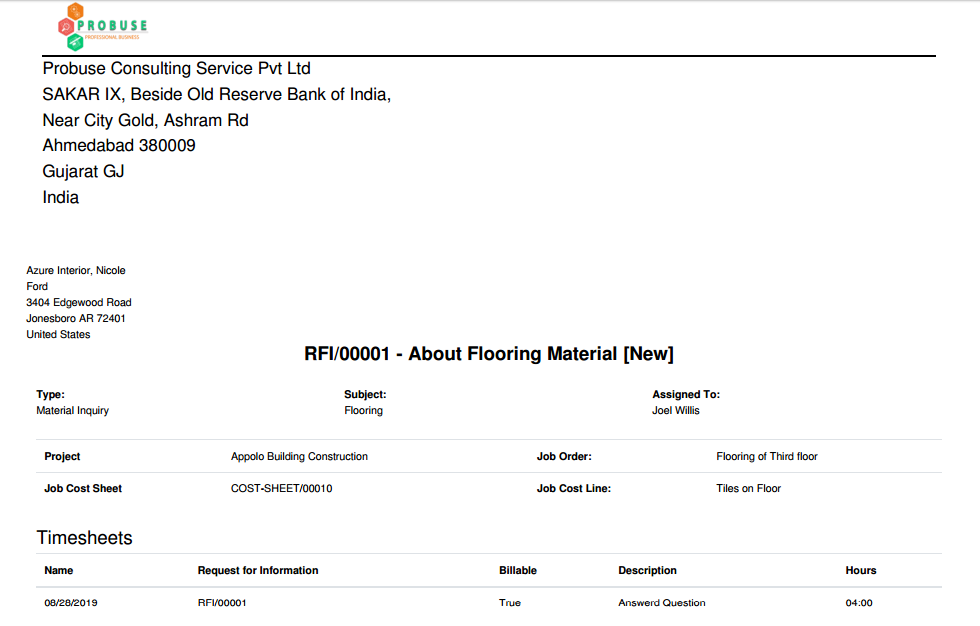 PROBUSE
PROFESSIONAL BUSINESS
Probuse Consulting Service Pvt Ltd
SAKAR IX, Beside Old Reserve Bank of India,
Near City Gold, Ashram Rd
Ahmedabad 380009
Gujarat GJ
India
Azure Interior, Nicole
Ford
3404 Edgewood Road
Jonesboro AR 72401
United States
RFI/00001 - About Flooring Material [New]
Type: Subject: Assigned To:
Material Inquiry Flooring Joel Willis
Project Appolo Building Construction Job Order: Flooring of Third floor
Job Cost Sheet COST-SHEET/00010 Job Cost Line: Tiles on Floor
Timesheets
Name Request for Information Billable Description Hours
08/28/2019 RFI/00001 True Answerd Question 04:00